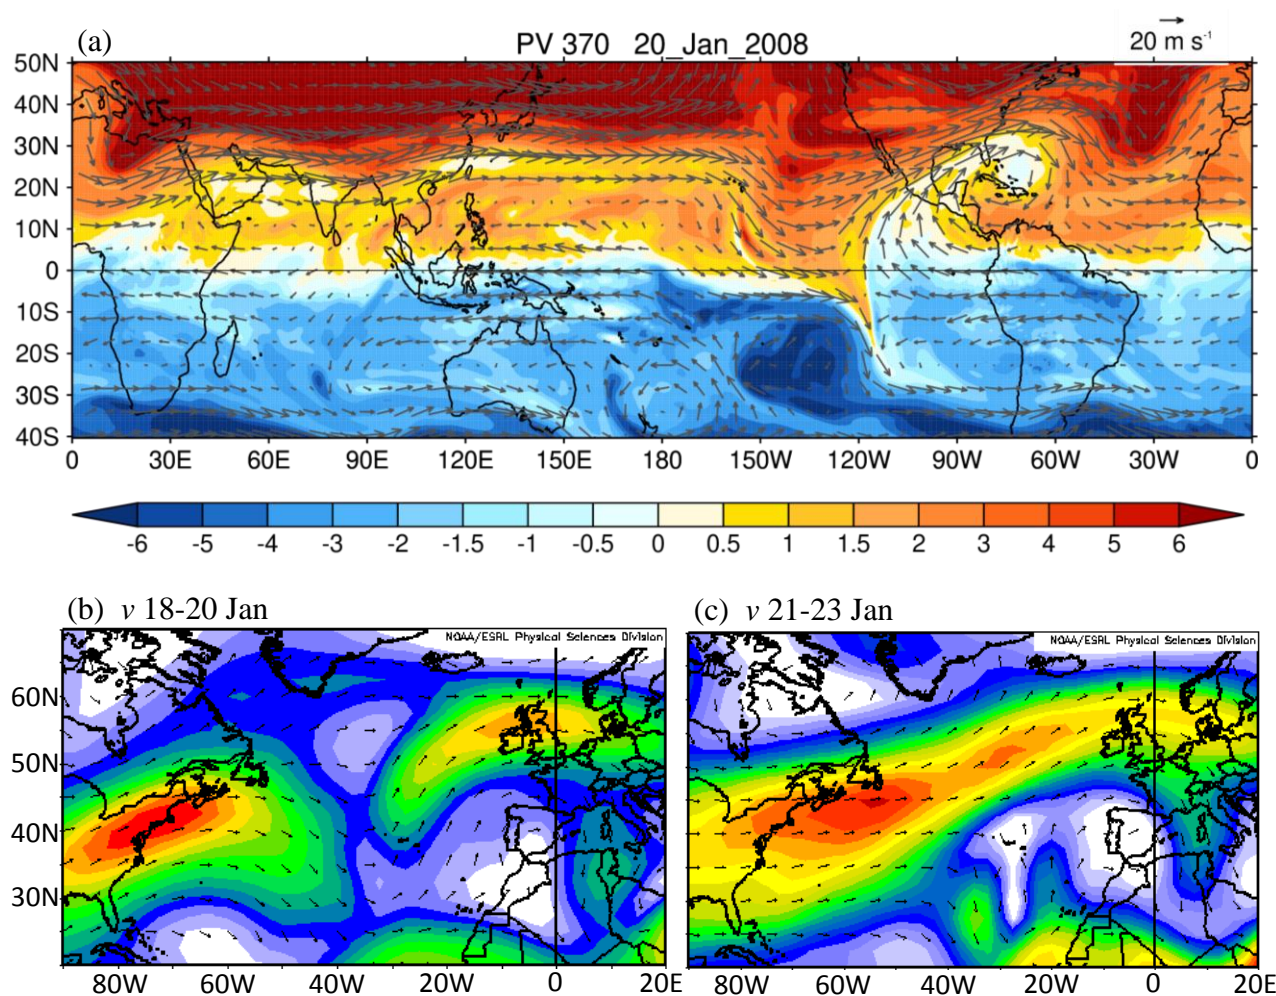 (a) PV 370 20_Jan_2008 20 m s⁻¹
50N
40N
30N
20N
10N
0
10S
20S
30S
40S
0 30E 60E 90E 120E 150E 180 150W 120W 90W 60W 30W 0
-6 -5 -4 -3 -2 -1.5 -1 -0.5 0 0.5 1 1.5 2 3 4 5 6
(b) v 18-20 Jan
NOAA/ESRL Physical Sciences Division
60N
50N
40N
30N
80W 60W 40W 20W 0 20E
(c) v 21-23 Jan
NOAA/ESRL Physical Sciences Division
80W 60W 40W 20W 0 20E